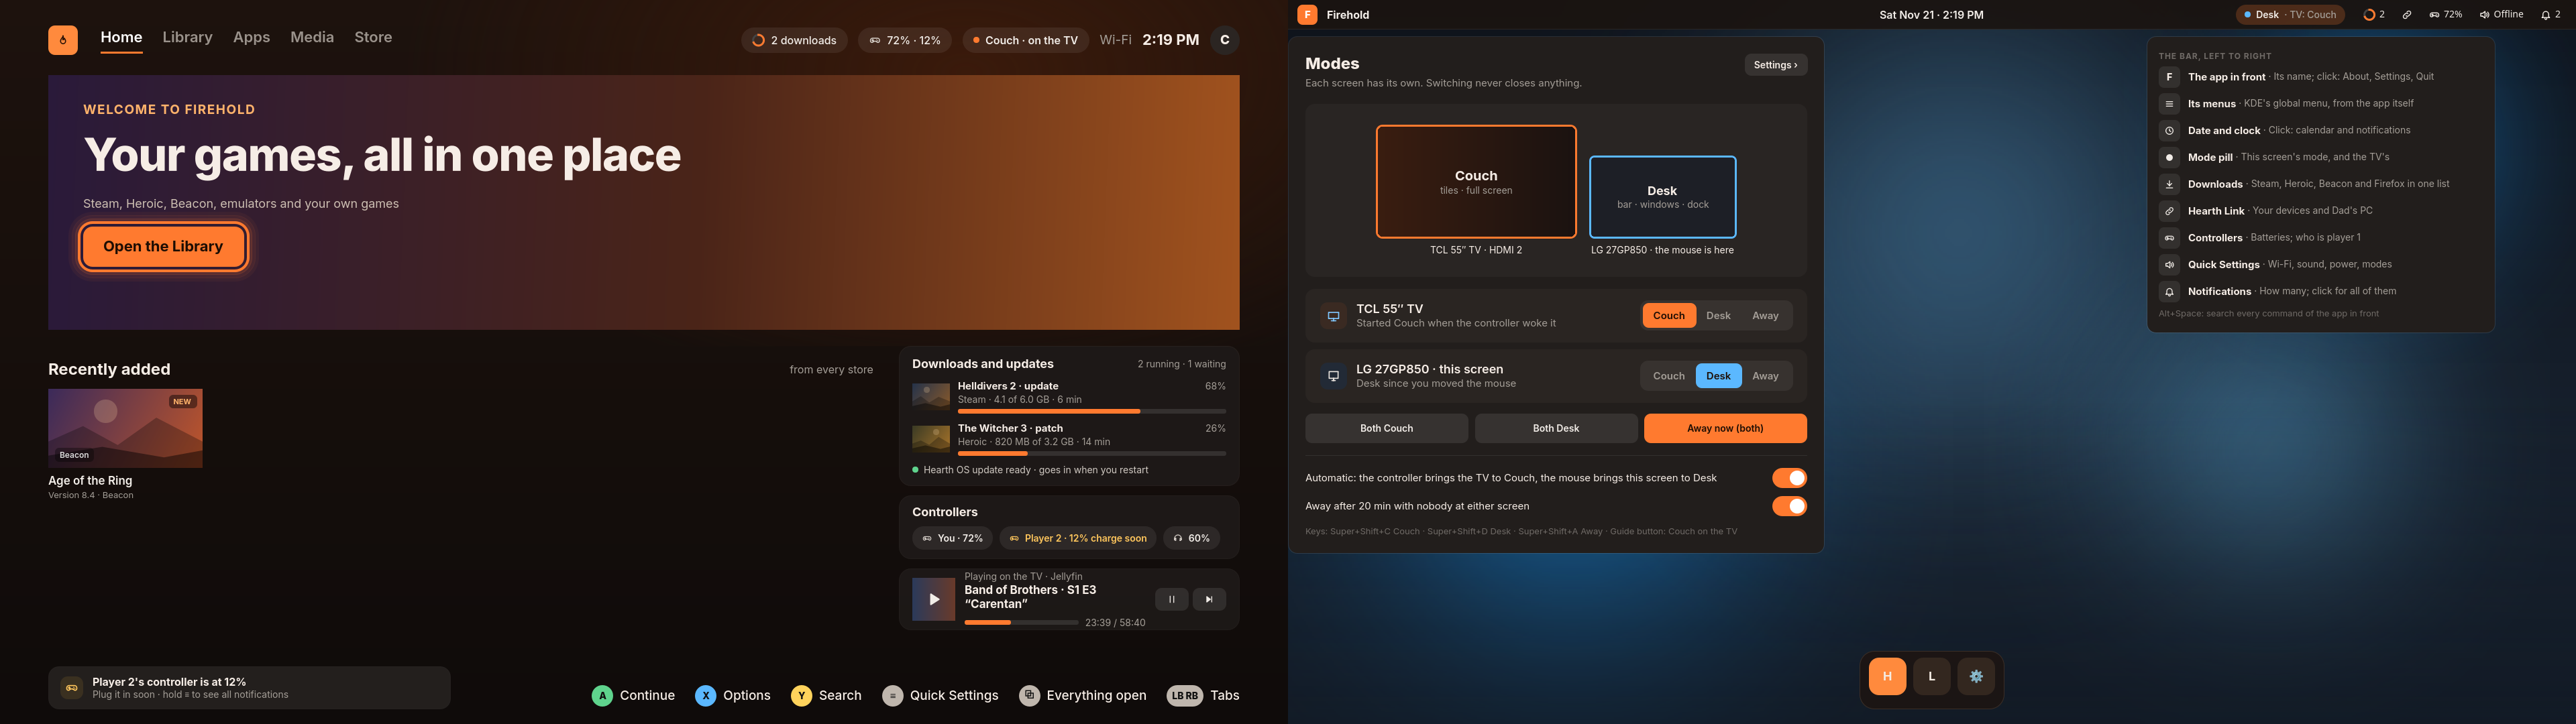 Home Library Apps Media Store
2 downloads
72% · 12%
Couch · on the TV
Wi-Fi
2:19 PM
C
WELCOME TO FIREHOLD
Your games, all in one place
Steam, Heroic, Beacon, emulators and your own games
Open the Library
Recently added
from every store
NEW
Beacon
Age of the Ring
Version 8.4 · Beacon
Downloads and updates
2 running · 1 waiting
Helldivers 2 · update
68%
Steam · 4.1 of 6.0 GB · 6 min
The Witcher 3 · patch
26%
Heroic · 820 MB of 3.2 GB · 14 min
Hearth OS update ready · goes in when you restart
Controllers
You · 72%
Player 2 · 12% charge soon
60%
Playing on the TV · Jellyfin
Band of Brothers · S1 E3
“Carentan”
23:39 / 58:40
Player 2's controller is at 12%
Plug it in soon · hold ≡ to see all notifications
A Continue
X Options
Y Search
≡ Quick Settings
Everything open
LB RB Tabs
F Firehold
Sat Nov 21 · 2:19 PM
Desk · TV: Couch
2
72%
Offline
2
Modes
Settings ›
Each screen has its own. Switching never closes anything.
Couch
tiles · full screen
Desk
bar · windows · dock
TCL 55″ TV · HDMI 2
LG 27GP850 · the mouse is here
TCL 55″ TV
Started Couch when the controller woke it
Couch Desk Away
LG 27GP850 · this screen
Desk since you moved the mouse
Couch Desk Away
Both Couch
Both Desk
Away now (both)
Automatic: the controller brings the TV to Couch, the mouse brings this screen to Desk
Away after 20 min with nobody at either screen
Keys: Super+Shift+C Couch · Super+Shift+D Desk · Super+Shift+A Away · Guide button: Couch on the TV
THE BAR, LEFT TO RIGHT
F The app in front · Its name; click: About, Settings, Quit
Its menus · KDE's global menu, from the app itself
Date and clock · Click: calendar and notifications
Mode pill · This screen's mode, and the TV's
Downloads · Steam, Heroic, Beacon and Firefox in one list
Hearth Link · Your devices and Dad's PC
Controllers · Batteries; who is player 1
Quick Settings · Wi-Fi, sound, power, modes
Notifications · How many; click for all of them
Alt+Space: search every command of the app in front
H L